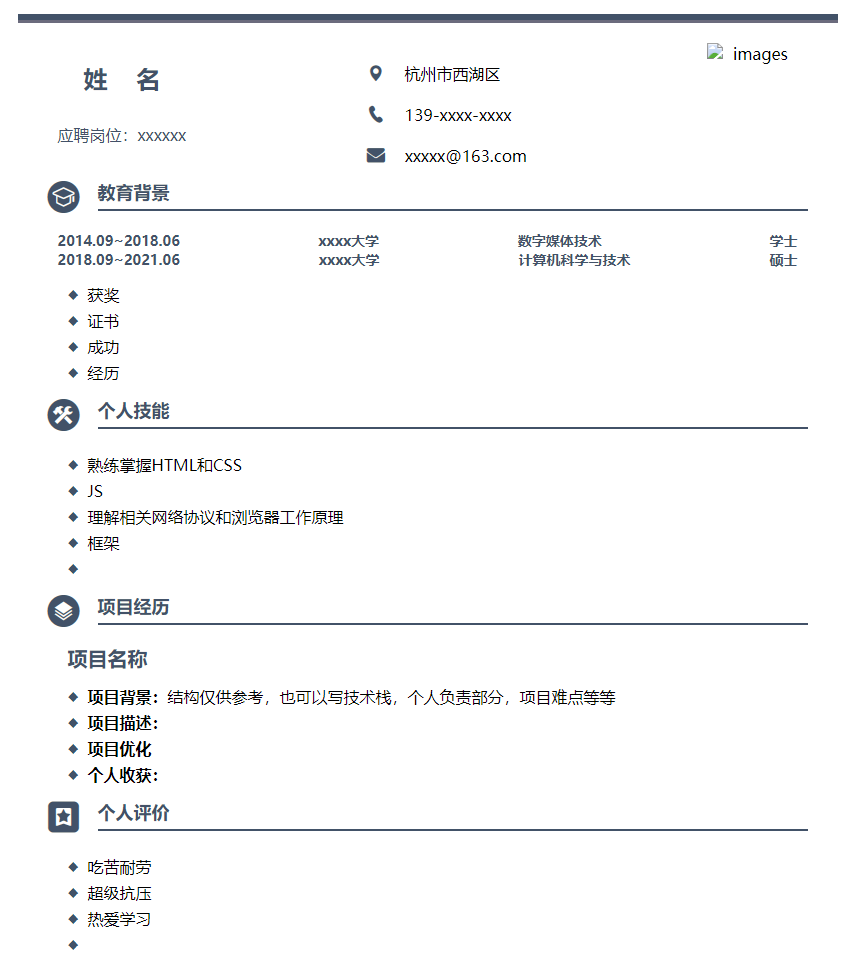 姓 名
应聘岗位：xxxxxx
杭州市西湖区
139-xxxx-xxxx
xxxxx@163.com
images
教育背景
2014.09~2018.06 xxxx大学 数字媒体技术 学士
2018.09~2021.06 xxxx大学 计算机科学与技术 硕士
获奖
证书
成功
经历
个人技能
熟练掌握HTML和CSS
JS
理解相关网络协议和浏览器工作原理
框架
项目经历
项目名称
项目背景：结构仅供参考，也可以写技术栈，个人负责部分，项目难点等等
项目描述：
项目优化
个人收获：
个人评价
吃苦耐劳
超级抗压
热爱学习